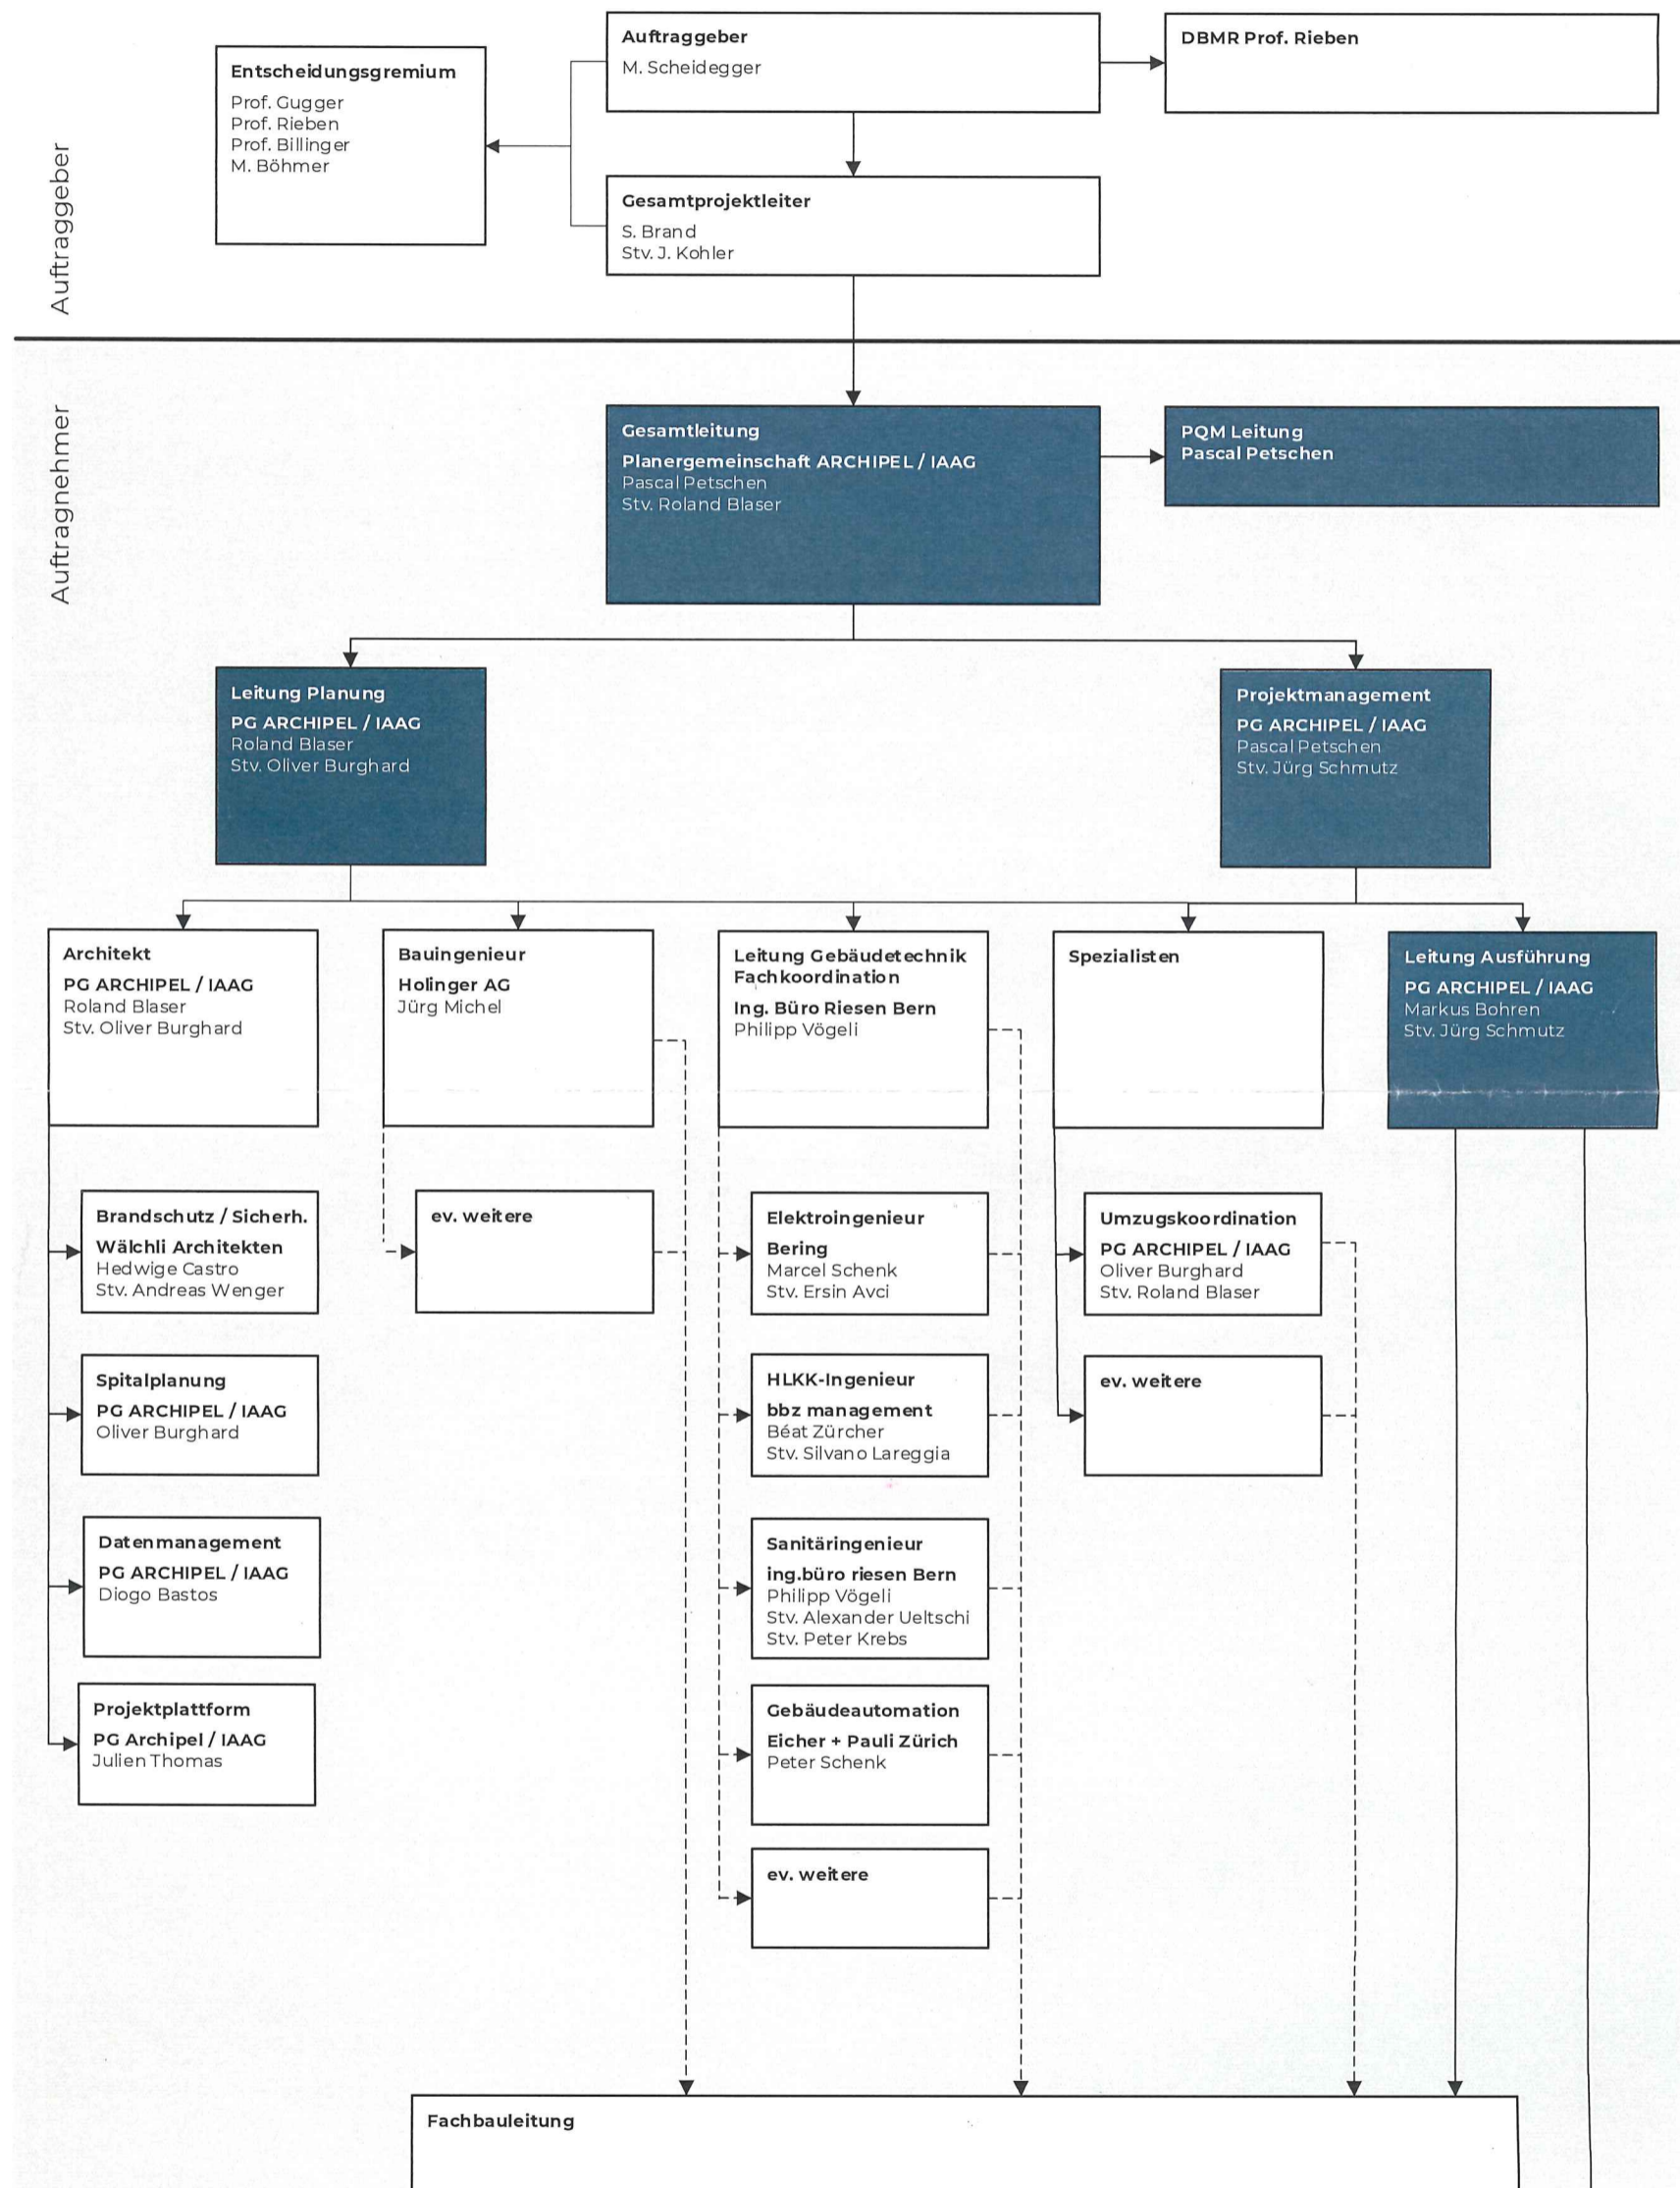 Auftraggeber
Auftraggeber
M. Scheidegger
DBMR Prof. Rieben
Entscheidungsgremium
Prof. Gugger
Prof. Rieben
Prof. Billinger
M. Böhmer
Gesamtprojektleiter
S. Brand
Stv. J. Kohler
Auftragnehmer
Gesamtleitung
Planergemeinschaft ARCHIPEL / IAAG
Pascal Petschen
Stv. Roland Blaser
PQM Leitung
Pascal Petschen
Leitung Planung
PG ARCHIPEL / IAAG
Roland Blaser
Stv. Oliver Burghard
Projektmanagement
PG ARCHIPEL / IAAG
Pascal Petschen
Stv. Jürg Schmutz
Architekt
PG ARCHIPEL / IAAG
Roland Blaser
Stv. Oliver Burghard
Bauingenieur
Holinger AG
Jürg Michel
Leitung Gebäudetechnik
Fachkoordination
Ing. Büro Riesen Bern
Philipp Vögeli
Spezialisten
Leitung Ausführung
PG ARCHIPEL / IAAG
Markus Bohren
Stv. Jürg Schmutz
Brandschutz / Sicherh.
Wälchli Architekten
Hedwige Castro
Stv. Andreas Wenger
Spitalplanung
PG ARCHIPEL / IAAG
Oliver Burghard
Datenmanagement
PG ARCHIPEL / IAAG
Diogo Bastos
Projektplattform
PG Archipel / IAAG
Julien Thomas
ev. weitere
Elektroingenieur
Bering
Marcel Schenk
Stv. Ersin Avci
HLKK-Ingenieur
bbz management
Béat Zürcher
Stv. Silvano Lareggia
Sanitäringenieur
ing.büro riesen Bern
Philipp Vögeli
Stv. Alexander Ueltschi
Stv. Peter Krebs
Gebäudeautomation
Eicher + Pauli Zürich
Peter Schenk
ev. weitere
Umzugskoordination
PG ARCHIPEL / IAAG
Oliver Burghard
Stv. Roland Blaser
ev. weitere
Fachbauleitung